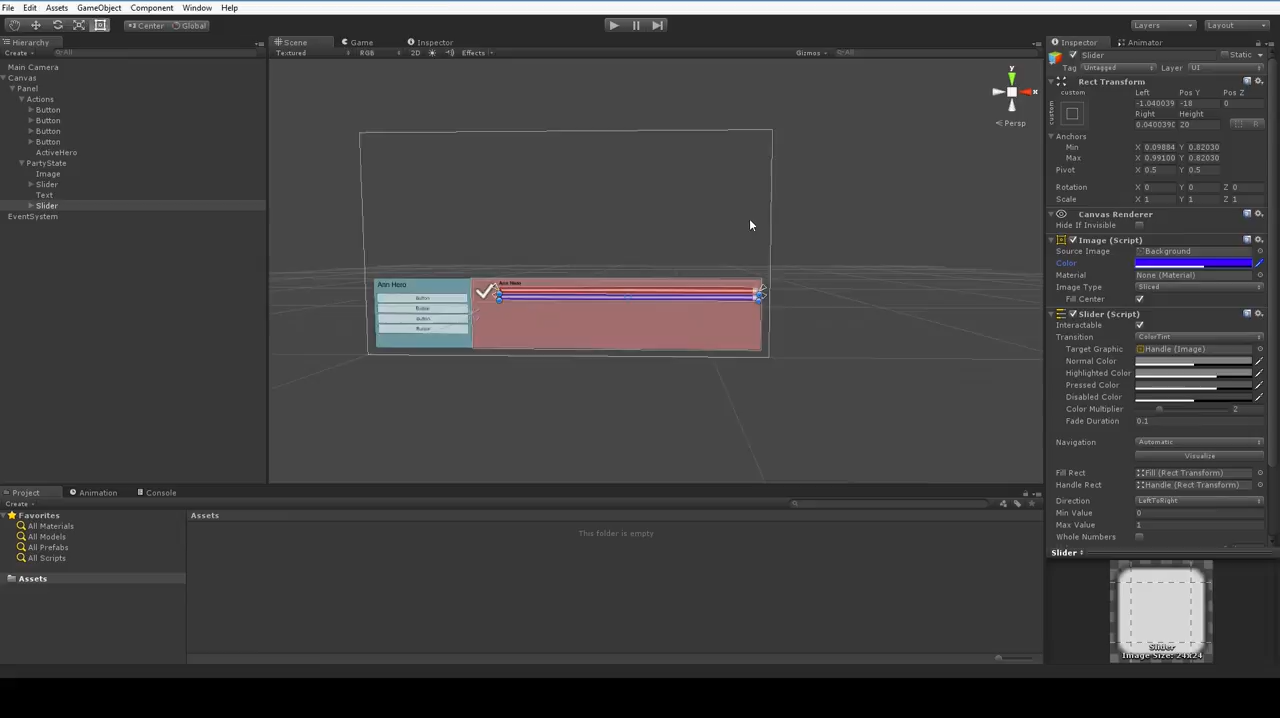 File Edit Assets GameObject Component Window Help
Center Global
Layers Layout
Hierarchy
Create All
Main Camera
Canvas
Panel
Actions
Button
Button
Button
Button
ActiveHero
PartyState
Image
Slider
Text
Slider
EventSystem
Scene Game Inspector
Textured RGB 2D Effects Gizmos All
y
x
Persp
Ann Hero
Button
Button
Button
Button
Ann Hero
Inspector Animator
Slider Static
Tag Untagged Layer UI
Rect Transform
custom Left Pos Y Pos Z
custom -1.040039 -18 0
Right Height
0.0400390 20 R
Anchors
Min X 0.09884 Y 0.82030
Max X 0.99100 Y 0.82030
Pivot X 0.5 Y 0.5
Rotation X 0 Y 0 Z 0
Scale X 1 Y 1 Z 1
Canvas Renderer
Hide If Invisible
Image (Script)
Source Image Background
Color
Material None (Material)
Image Type Sliced
Fill Center
Slider (Script)
Interactable
Transition ColorTint
Target Graphic Handle (Image)
Normal Color
Highlighted Color
Pressed Color
Disabled Color
Color Multiplier 2
Fade Duration 0.1
Navigation Automatic
Visualize
Fill Rect Fill (Rect Transform)
Handle Rect Handle (Rect Transform)
Direction LeftToRight
Min Value 0
Max Value 1
Whole Numbers
Slider
Slider
Image Size: 24x24
Project Animation Console
Create
Favorites
All Materials
All Models
All Prefabs
All Scripts
Assets
Assets
This folder is empty